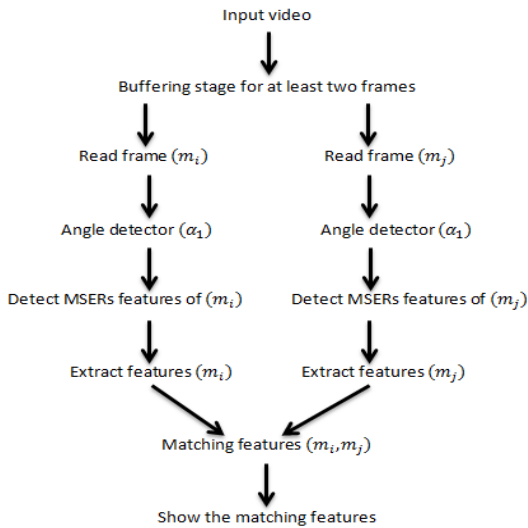 Input video
Buffering stage for at least two frames
Read frame (mᵢ)
Read frame (mⱼ)
Angle detector (α₁)
Angle detector (α₁)
Detect MSERs features of (mᵢ)
Detect MSERs features of (mⱼ)
Extract features (mᵢ)
Extract features (mⱼ)
Matching features (mᵢ,mⱼ)
Show the matching features